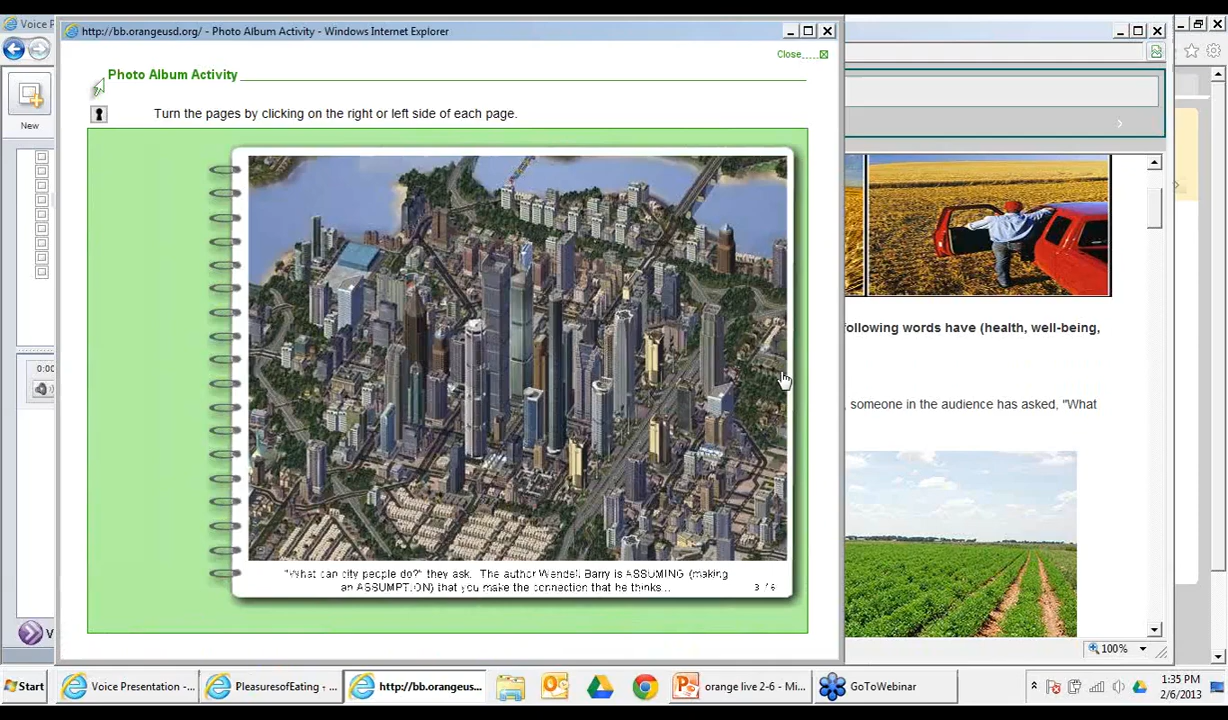 Voice P
http://bb.orangeusd.org/ - Photo Album Activity - Windows Internet Explorer
Close
Photo Album Activity
Turn the pages by clicking on the right or left side of each page.
New
following words have (health, well-being,
0:00
someone in the audience has asked, "What
"What can city people do?" they ask. The author Wendell Barry is ASSUMING (making
an ASSUMPTION) that you make the connection that he thinks...
3 / 6
V
100%
Start
Voice Presentation -...
PleasuresofEating - ...
http://bb.orangeus...
orange live 2-6 - Mi...
GoToWebinar
1:35 PM
2/6/2013